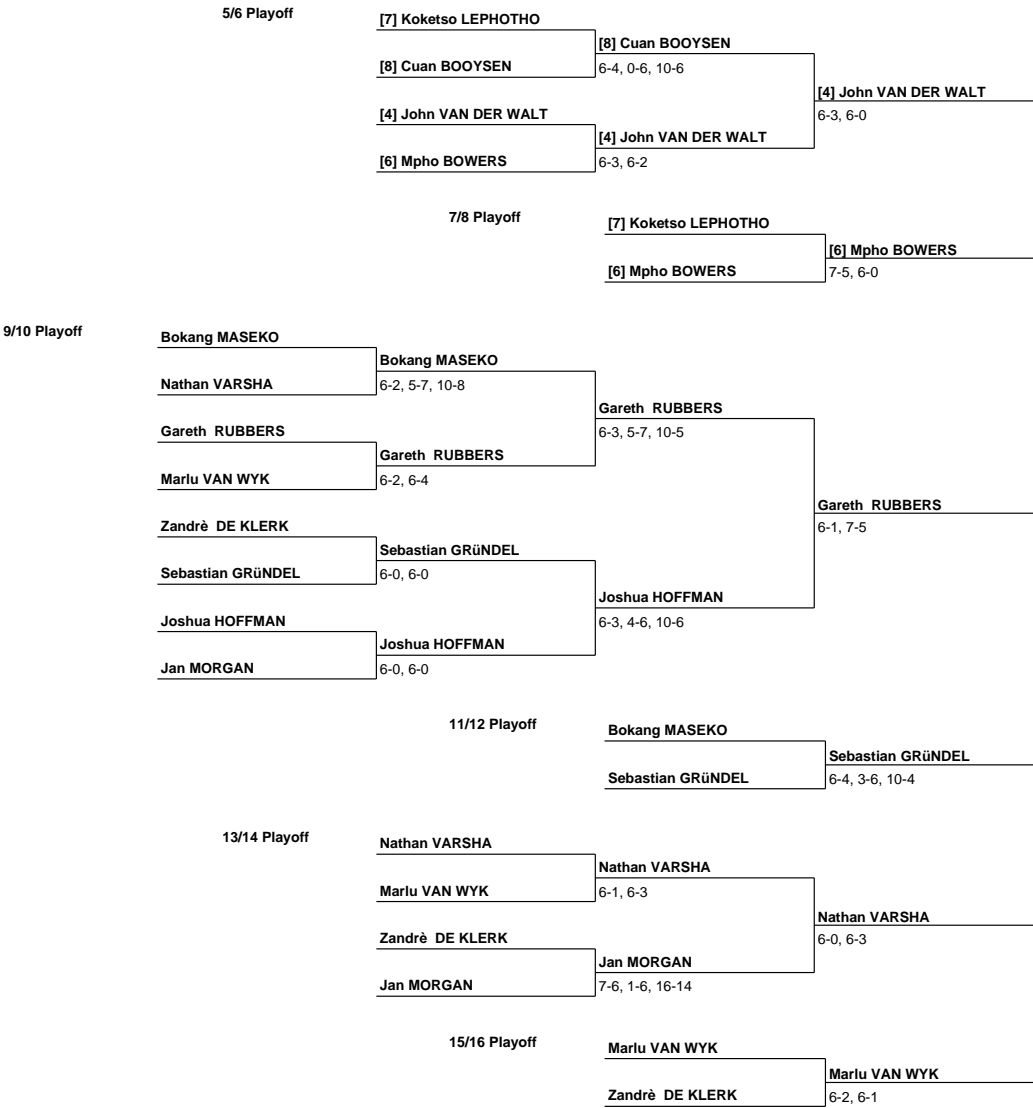 5/6 Playoff
[7] Koketso LEPHOTHO
[8] Cuan BOOYSEN
[8] Cuan BOOYSEN
6-4, 0-6, 10-6
[4] John VAN DER WALT
[4] John VAN DER WALT
6-3, 6-0
[4] John VAN DER WALT
[6] Mpho BOWERS
6-3, 6-2
7/8 Playoff
[7] Koketso LEPHOTHO
[6] Mpho BOWERS
[6] Mpho BOWERS
7-5, 6-0
9/10 Playoff
Bokang MASEKO
Bokang MASEKO
Nathan VARSHA
6-2, 5-7, 10-8
Gareth  RUBBERS
Gareth  RUBBERS
6-3, 5-7, 10-5
Gareth  RUBBERS
Marlu VAN WYK
6-2, 6-4
Gareth  RUBBERS
6-1, 7-5
Zandrè  DE KLERK
Sebastian GRüNDEL
Sebastian GRüNDEL
6-0, 6-0
Joshua HOFFMAN
Joshua HOFFMAN
6-3, 4-6, 10-6
Joshua HOFFMAN
Jan MORGAN
6-0, 6-0
11/12 Playoff
Bokang MASEKO
Sebastian GRüNDEL
Sebastian GRüNDEL
6-4, 3-6, 10-4
13/14 Playoff
Nathan VARSHA
Nathan VARSHA
Marlu VAN WYK
6-1, 6-3
Nathan VARSHA
6-0, 6-3
Zandrè  DE KLERK
Jan MORGAN
Jan MORGAN
7-6, 1-6, 16-14
15/16 Playoff
Marlu VAN WYK
Marlu VAN WYK
Zandrè  DE KLERK
6-2, 6-1